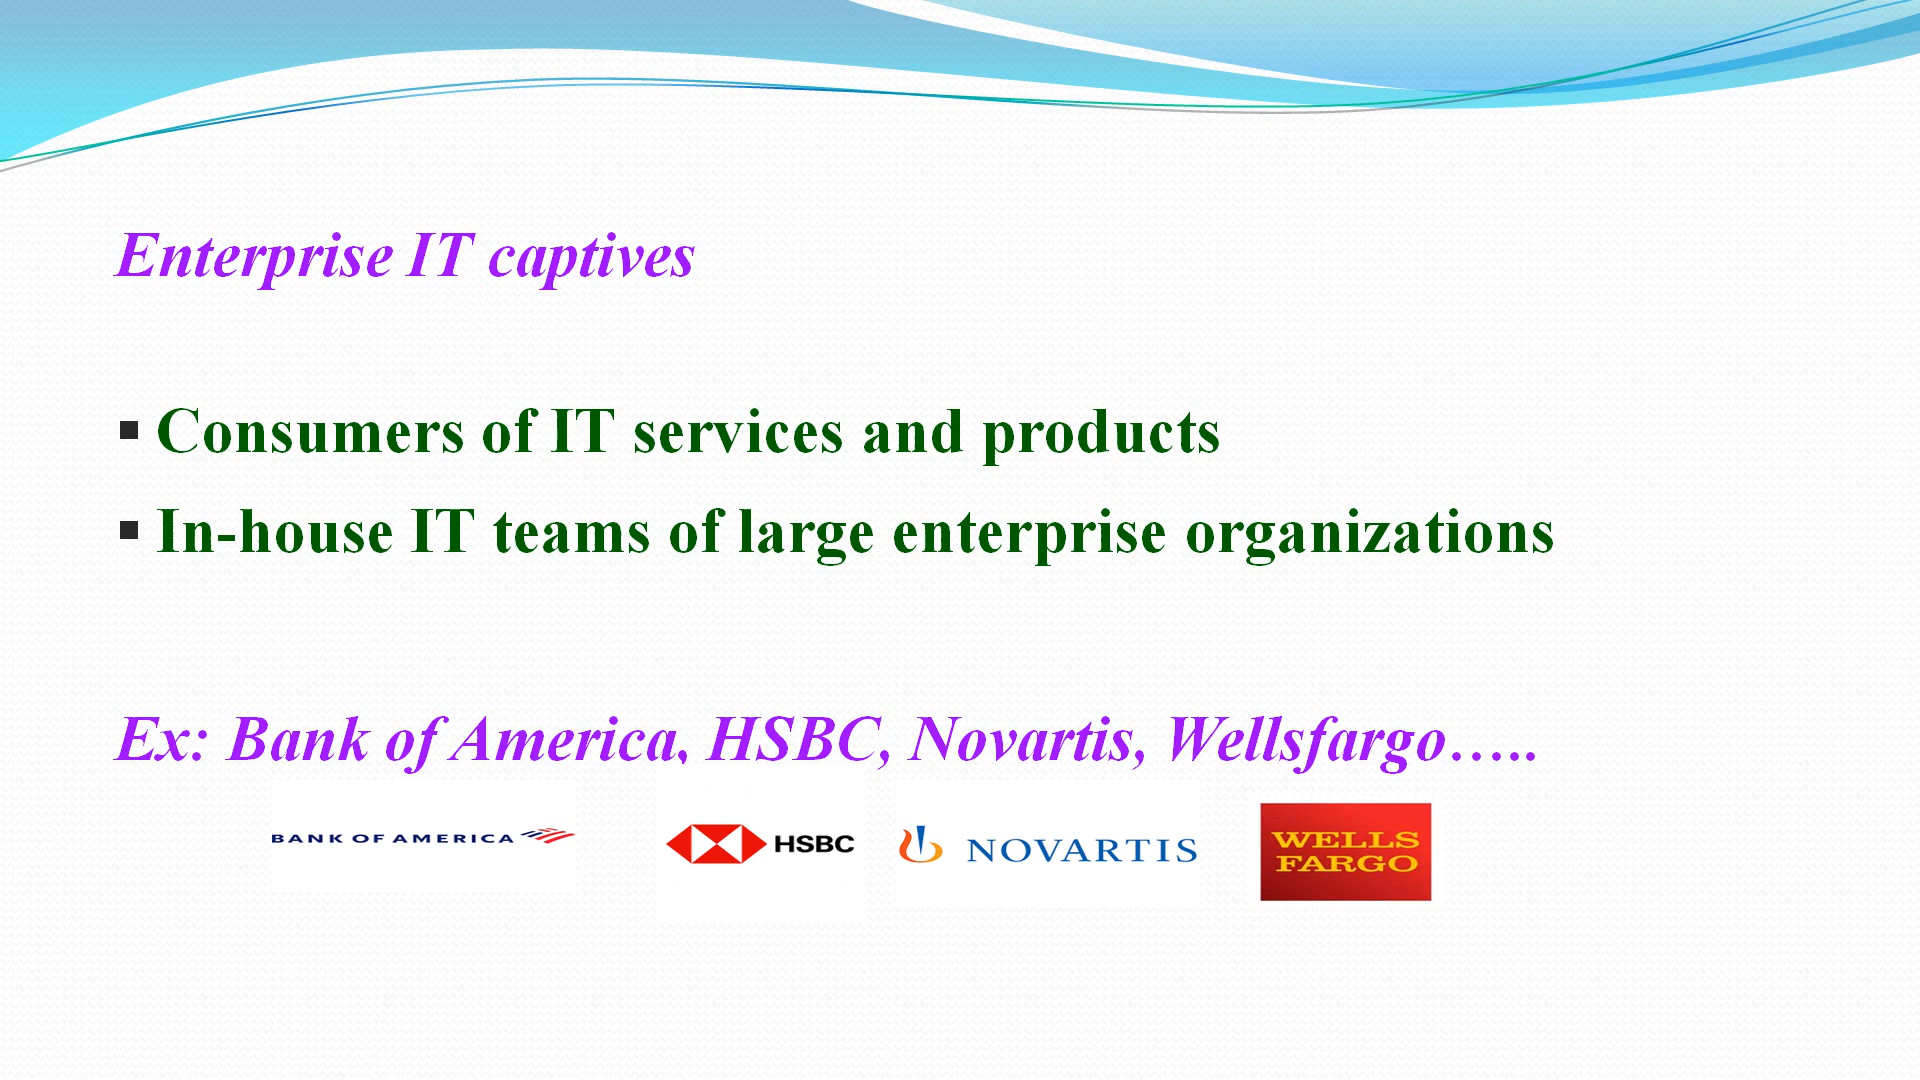 Enterprise IT captives
▪ Consumers of IT services and products
▪ In-house IT teams of large enterprise organizations
Ex: Bank of America, HSBC, Novartis, Wellsfargo…..
BANK OF AMERICA
HSBC
NOVARTIS
WELLS
FARGO